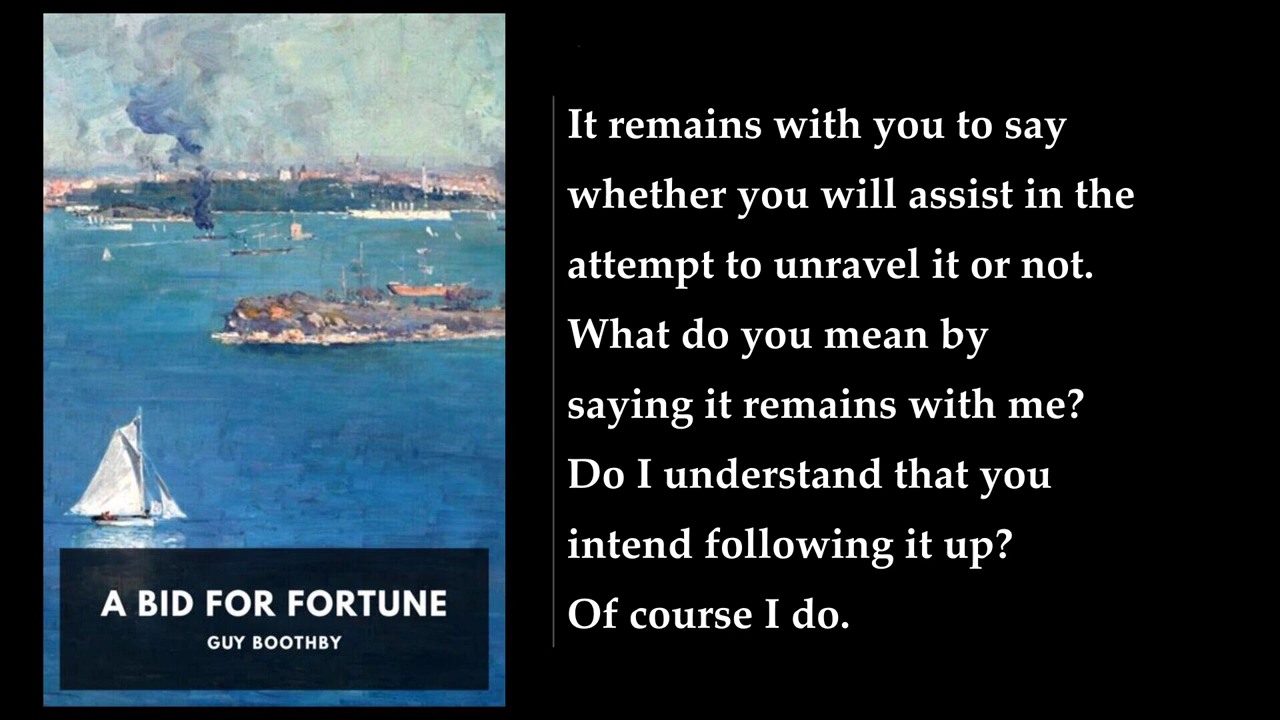 A BID FOR FORTUNE
GUY BOOTHBY
It remains with you to say
whether you will assist in the
attempt to unravel it or not.
What do you mean by
saying it remains with me?
Do I understand that you
intend following it up?
Of course I do.